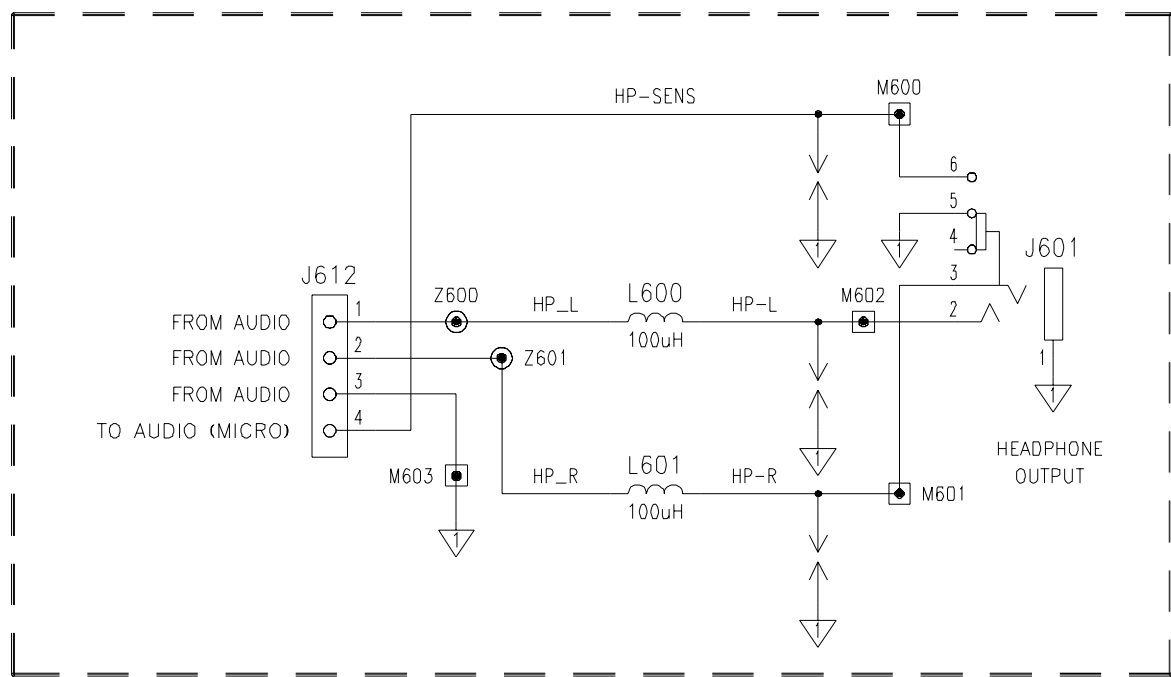 M600
HP-SENS
6
5
4
1
1
J601
J612
3
Z600
HP_L
L600
HP-L
M602
2
FROM AUDIO
1
100uH
FROM AUDIO
2
Z601
1
FROM AUDIO
3
1
TO AUDIO (MICRO)
4
HEADPHONE
OUTPUT
1
M603
HP_R
L601
HP-R
M601
100uH
1
1